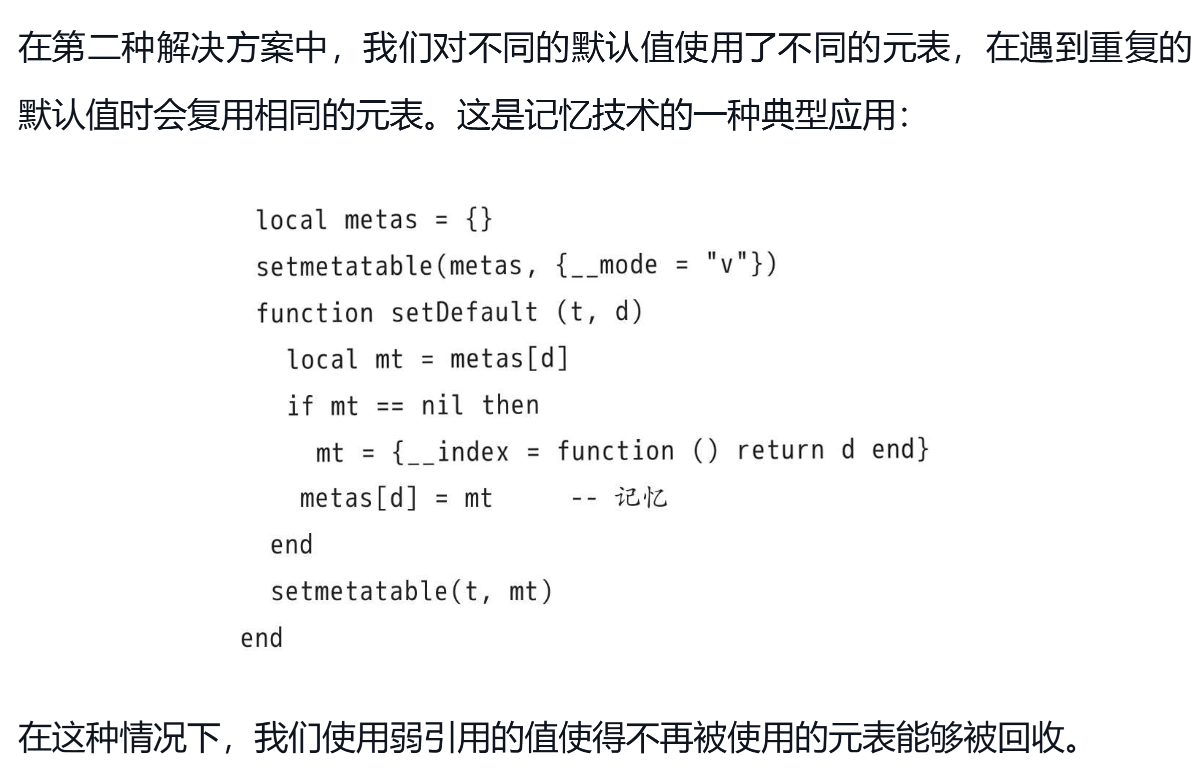 在第二种解决方案中，我们对不同的默认值使用了不同的元表，在遇到重复的
默认值时会复用相同的元表。这是记忆技术的一种典型应用：
local metas = {}
setmetatable(metas, {__mode = "v"})
function setDefault (t, d)
local mt = metas[d]
if mt == nil then
mt = {__index = function () return d end}
metas[d] = mt -- 记忆
end
setmetatable(t, mt)
end
在这种情况下，我们使用弱引用的值使得不再被使用的元表能够被回收。